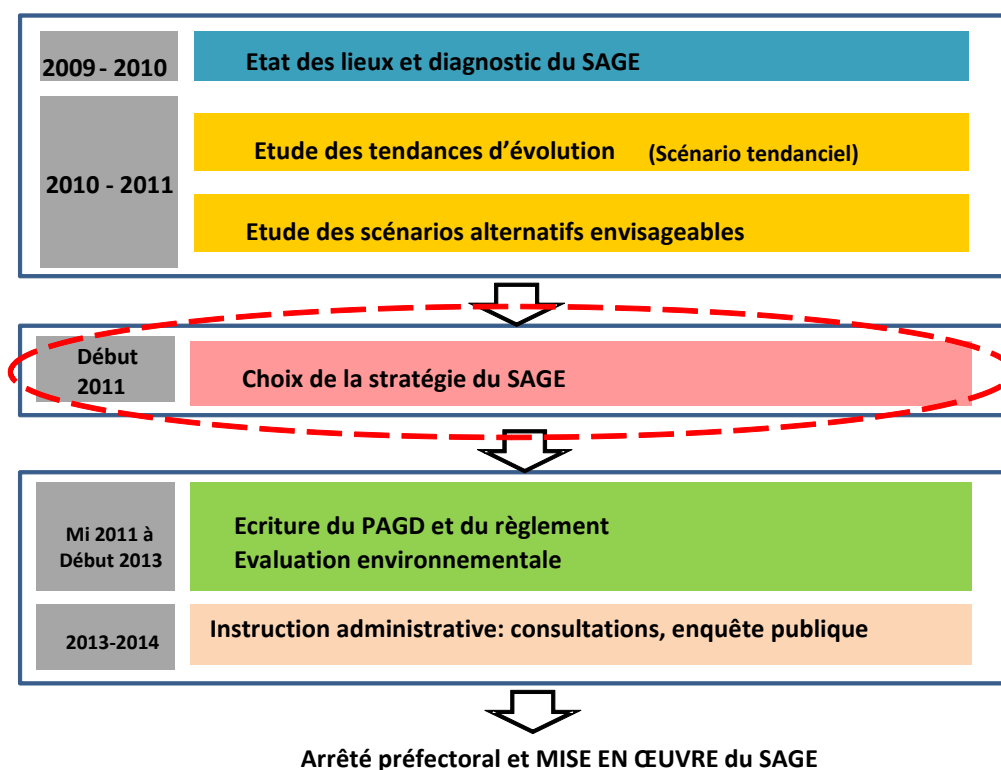 2009 - 2010
Etat des lieux et diagnostic du SAGE
2010 - 2011
Etude des tendances d’évolution (Scénario tendanciel)
Etude des scénarios alternatifs envisageables
Début
2011
Choix de la stratégie du SAGE
Mi 2011 à
Début 2013
Ecriture du PAGD et du règlement
Evaluation environnementale
2013-2014
Instruction administrative: consultations, enquête publique
Arrêté préfectoral et MISE EN ŒUVRE du SAGE